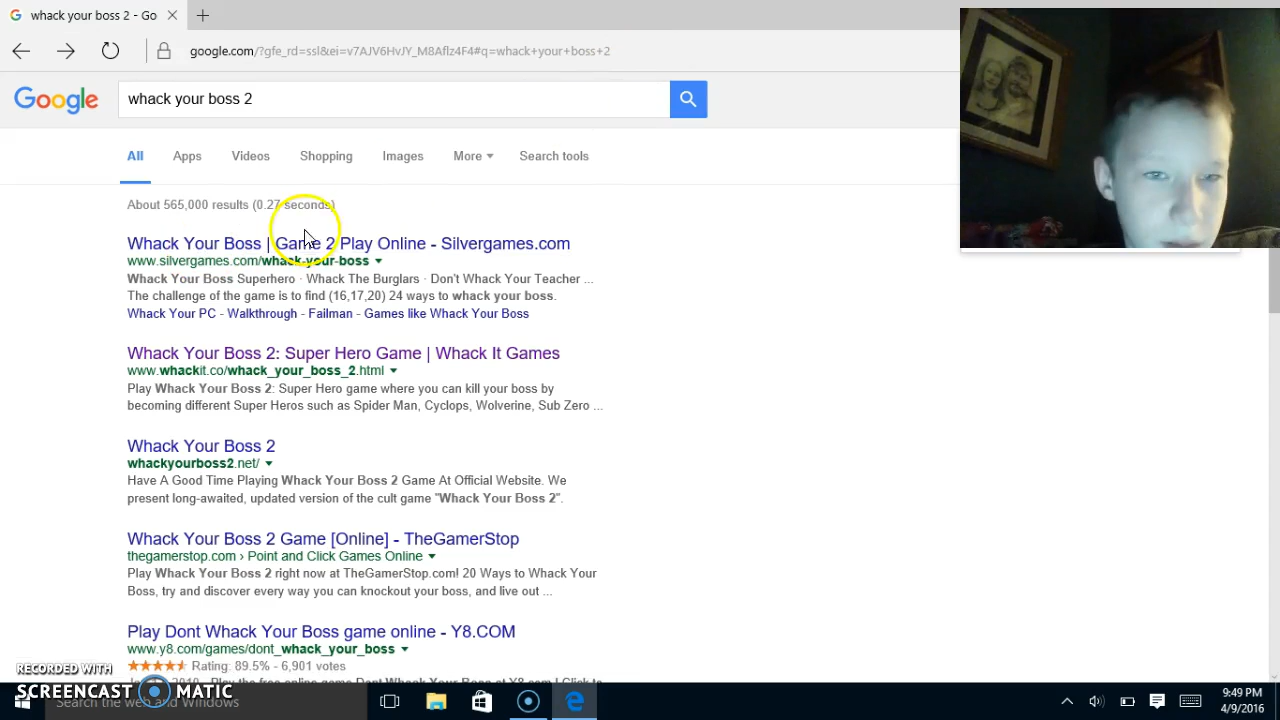 whack your boss 2 - Go
google.com/?gfe_rd=ssl&ei=v7AJV6HvJY_M8Aflz4F4#q=whack+your+boss+2
Google
whack your boss 2
All Apps Videos Shopping Images More Search tools
About 565,000 results (0.27 seconds)
Whack Your Boss | Game 2 Play Online - Silvergames.com
www.silvergames.com/whack-your-boss
Whack Your Boss Superhero · Whack The Burglars · Don't Whack Your Teacher ...
The challenge of the game is to find (16,17,20) 24 ways to whack your boss.
Whack Your PC - Walkthrough - Failman - Games like Whack Your Boss
Whack Your Boss 2: Super Hero Game | Whack It Games
www.whackit.co/whack_your_boss_2.html
Play Whack Your Boss 2: Super Hero game where you can kill your boss by
becoming different Super Heros such as Spider Man, Cyclops, Wolverine, Sub Zero ...
Whack Your Boss 2
whackyourboss2.net/
Have A Good Time Playing Whack Your Boss 2 Game At Official Website. We
present long-awaited, updated version of the cult game "Whack Your Boss 2".
Whack Your Boss 2 Game [Online] - TheGamerStop
thegamerstop.com › Point and Click Games Online
Play Whack Your Boss 2 right now at TheGamerStop.com! 20 Ways to Whack Your
Boss, try and discover every way you can knockout your boss, and live out ...
Play Dont Whack Your Boss game online - Y8.COM
www.y8.com/games/dont_whack_your_boss
Rating: 89.5% - 6,901 votes
RECORDED WITH
SCREENCAST MATIC
Search the web and Windows
9:49 PM
4/9/2016